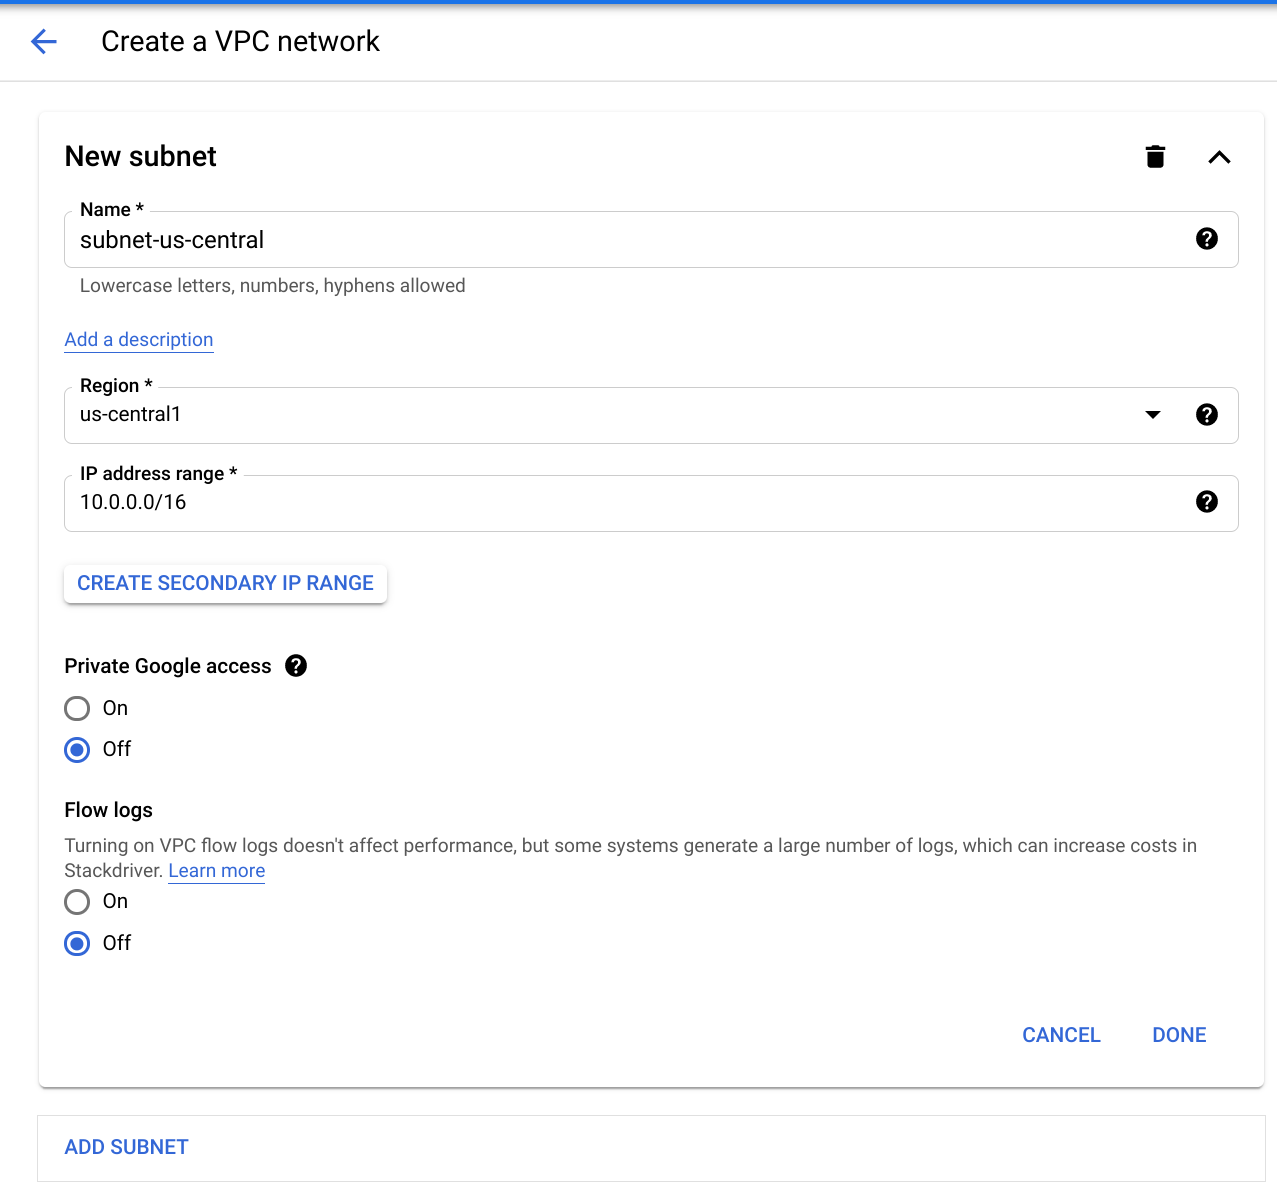 Create a VPC network
New subnet
Name *
subnet-us-central
Lowercase letters, numbers, hyphens allowed
Add a description
Region *
us-central1
IP address range *
10.0.0.0/16
CREATE SECONDARY IP RANGE
Private Google access
On
Off
Flow logs
Turning on VPC flow logs doesn't affect performance, but some systems generate a large number of logs, which can increase costs in
Stackdriver. Learn more
On
Off
CANCEL DONE
ADD SUBNET